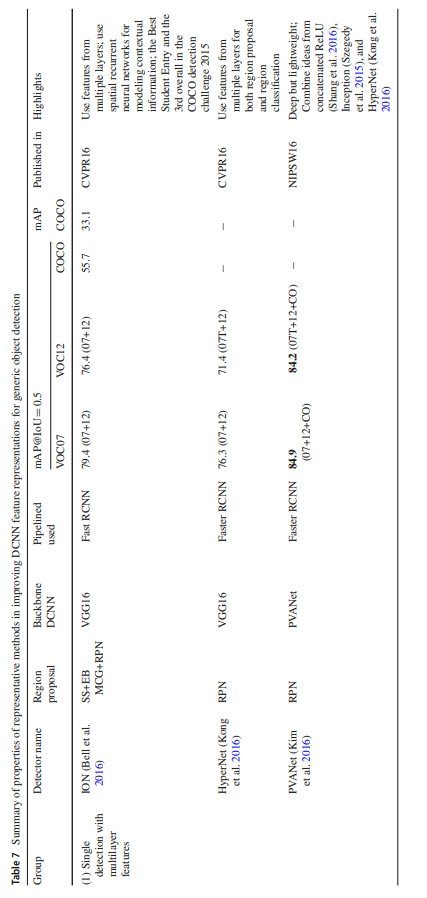 Table 7 Summary of properties of representative methods in improving DCNN feature representations for generic object detection
Group Detector name Region proposal Backbone DCNN Pipelined used mAP@IoU = 0.5 mAP Published in Highlights
VOC07 VOC12 COCO COCO
(1) Single detection with multilayer features ION (Bell et al. 2016) SS+EB MCG+RPN VGG16 Fast RCNN 79.4 (07+12) 76.4 (07+12) 55.7 33.1 CVPR16 Use features from
multiple layers; use
spatial recurrent
neural networks for
modeling contextual
information; the Best
Student Entry and the
3rd overall in the
COCO detection
challenge 2015
HyperNet (Kong et al. 2016) RPN VGG16 Faster RCNN 76.3 (07+12) 71.4 (07T+12) – – CVPR16 Use features from
multiple layers for
both region proposal
and region
classification
PVANet (Kim et al. 2016) RPN PVANet Faster RCNN 84.9 (07+12+CO) 84.2 (07T+12+CO) – – NIPSW16 Deep but lightweight;
Combine ideas from
concatenated ReLU
(Shang et al. 2016),
Inception (Szegedy
et al. 2015), and
HyperNet (Kong et al.
2016)